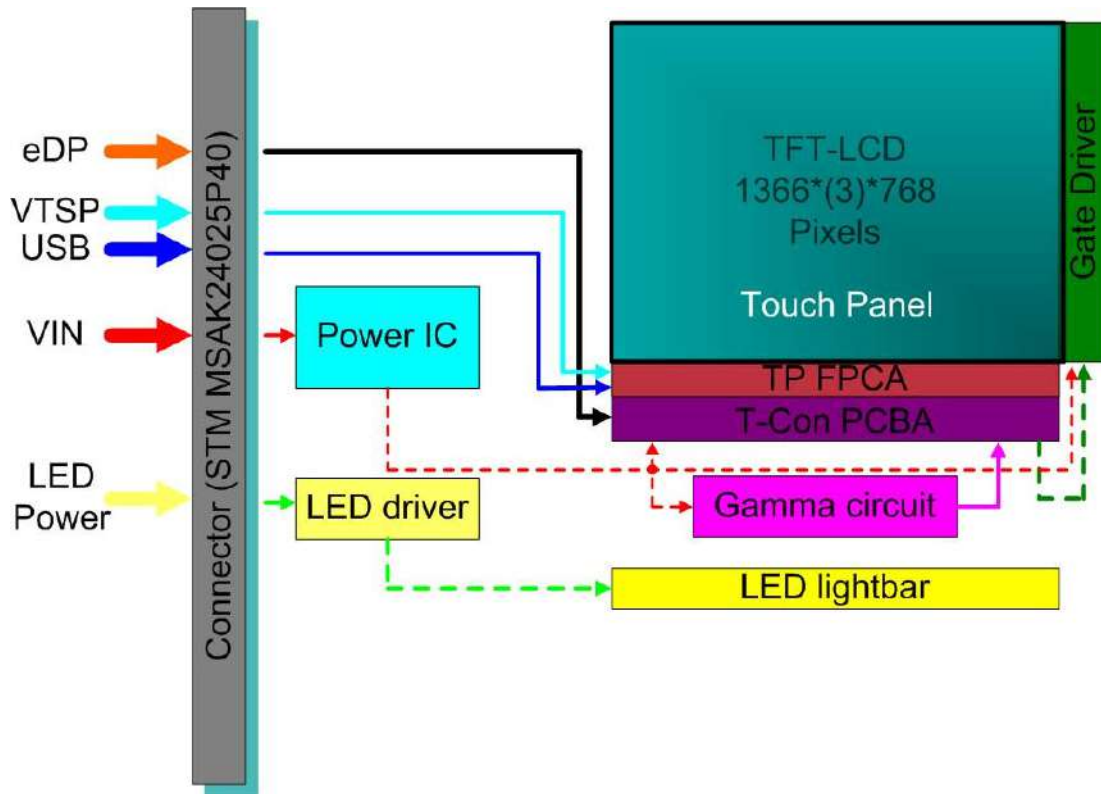 eDP
VTSP
USB
VIN
LED
Power
Connector (STM MSAK24025P40)
Power IC
LED driver
TFT-LCD
1366*(3)*768
Pixels
Touch Panel
Gate Driver
TP FPCA
T-Con PCBA
Gamma circuit
LED lightbar